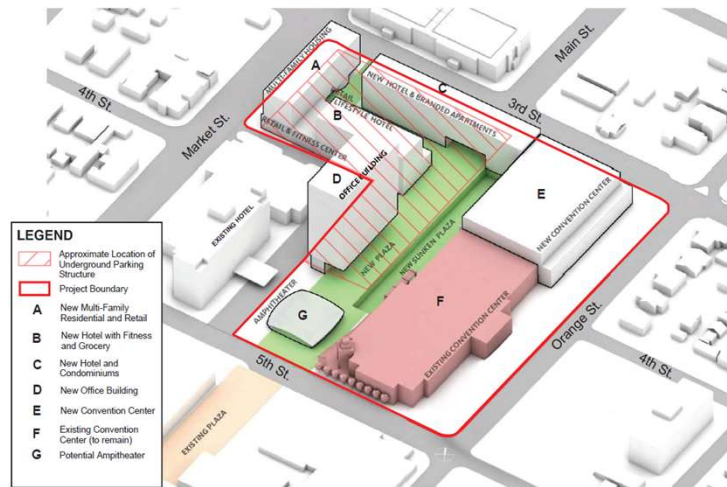 4th St.
Market St.
MULTI-FAMILY HOUSING
A
RETAIL
LIFESTYLE HOTEL
B
RETAIL & FITNESS CENTER
C
NEW HOTEL & BRANDED APARTMENTS
Main St.
3rd St.
D
OFFICE BUILDING
E
NEW CONVENTION CENTER
EXISTING HOTEL
NEW PLAZA
NEW SUNKEN PLAZA
AMPHITHEATER
G
F
EXISTING CONVENTION CENTER
Orange St.
4th St.
5th St.
EXISTING PLAZA
LEGEND
Approximate Location of
Underground Parking
Structure
Project Boundary
A New Multi-Family
Residential and Retail
B New Hotel with Fitness
and Grocery
C New Hotel and
Condominiums
D New Office Building
E New Convention Center
F Existing Convention
Center (to remain)
G Potential Ampitheater